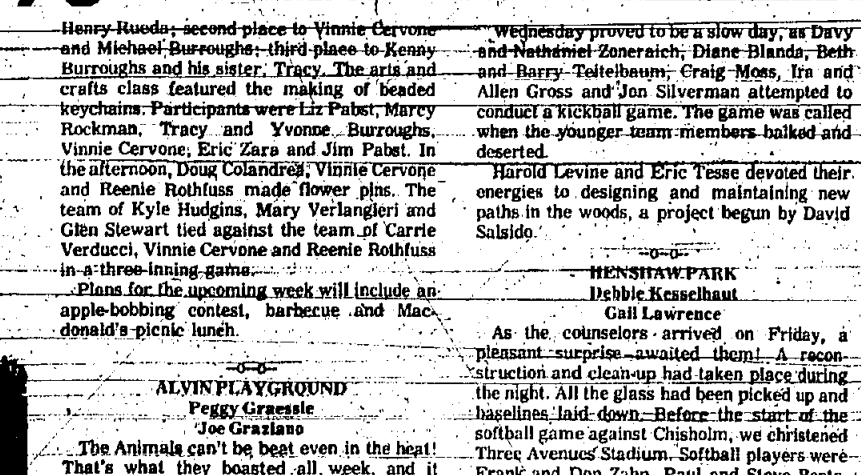 Henry Rueda; second place to Vinnie Cervone
and Michael Burroughs; third place to Kenny
Burroughs and his sister, Tracy. The arts and
crafts class featured the making of beaded
keychains. Participants were Liz Pabst, Marcy
Rockman, Tracy and Yvonne Burroughs,
Vinnie Cervone, Eric Zara and Jim Pabst. In
the afternoon, Doug Colandrea, Vinnie Cervone
and Reenie Rothfuss made flower pins. The
team of Kyle Hudgins, Mary Verlangieri and
Glen Stewart tied against the team of Carrie
Verducci, Vinnie Cervone and Reenie Rothfuss
in a three-inning game.
Plans for the upcoming week will include an
apple-bobbing contest, barbecue and Mac-
donald's picnic lunch.
—o—o—
ALVIN PLAYGROUND
Peggy Graessle
Joe Graziano
The Animals can't be beat even in the heat!
That's what they boasted all week, and it
Wednesday proved to be a slow day, as Davy
and Nathaniel Zoneraich, Diane Blanda, Beth
and Barry Teitelbaum, Craig Moss, Ira and
Allen Gross and Jon Silverman attempted to
conduct a kickball game. The game was called
when the younger team members balked and
deserted.
Harold Levine and Eric Tesse devoted their
energies to designing and maintaining new
paths in the woods, a project begun by David
Salsido.
—o—o—
HENSHAW PARK
Debbie Kesselhaut
Gail Lawrence
As the counselors arrived on Friday, a
pleasant surprise awaited them! A recon-
struction and clean-up had taken place during
the night. All the glass had been picked up and
baselines laid down. Before the start of the
softball game against Chisholm, we christened
Three Avenues Stadium. Softball players were
Frank and Don Zahn, Paul and Steve